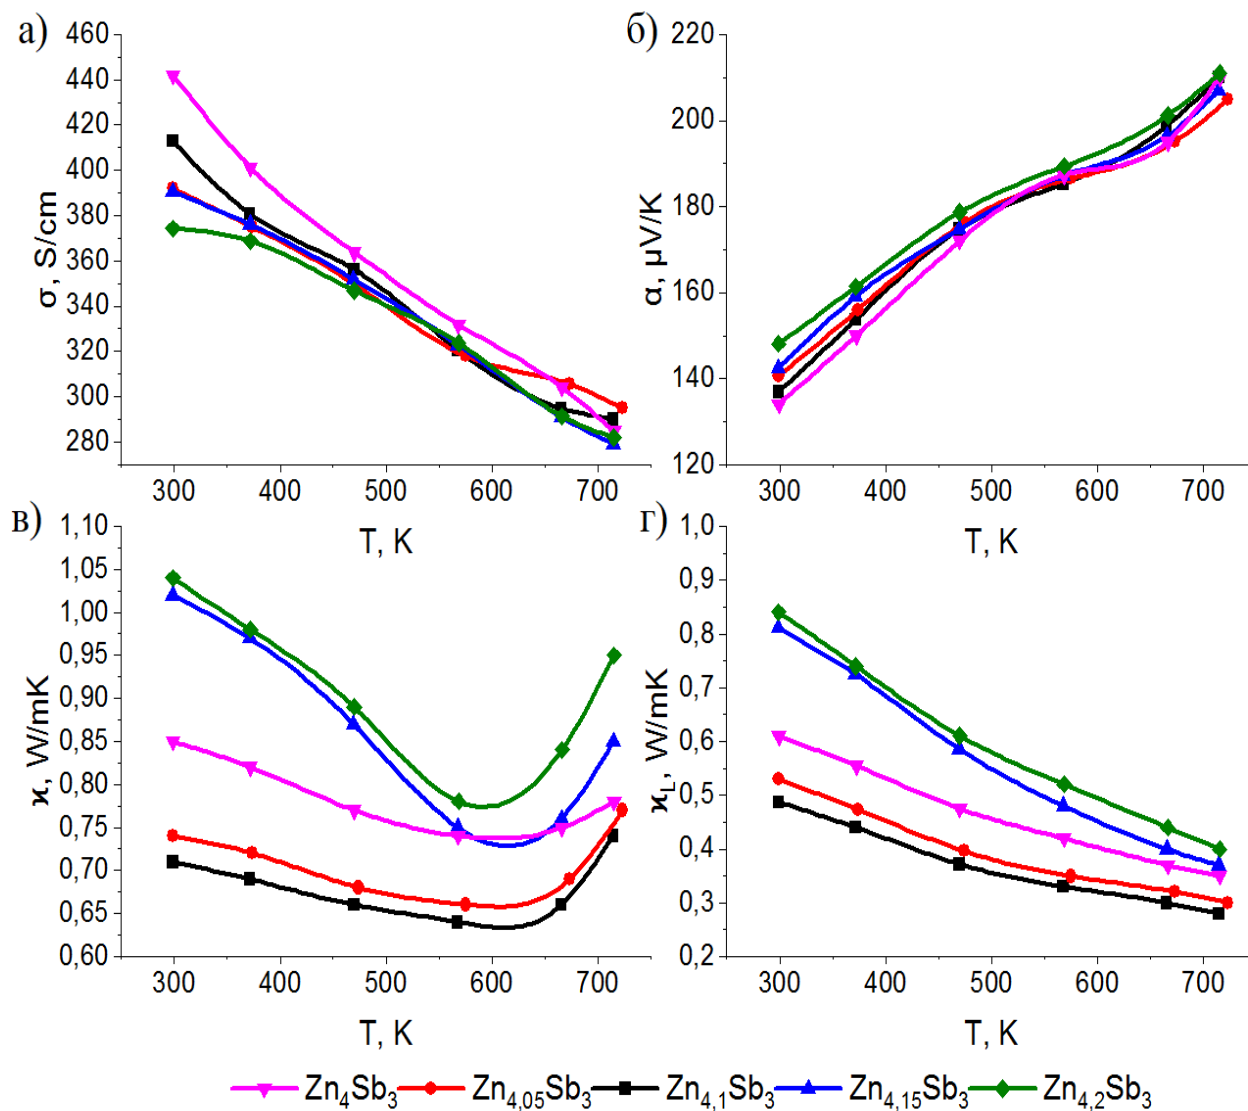 а)
460
440
420
400
380
360
340
320
300
280
σ, S/cm
300 400 500 600 700
T, K
б)
220
200
180
160
140
120
α, µV/K
300 400 500 600 700
T, K
в)
1,10
1,05
1,00
0,95
0,90
0,85
0,80
0,75
0,70
0,65
0,60
ϰ, W/mK
300 400 500 600 700
T, K
г)
1,0
0,9
0,8
0,7
0,6
0,5
0,4
0,3
0,2
ϰL, W/mK
300 400 500 600 700
T, K
Zn4Sb3 Zn4,05Sb3 Zn4,1Sb3 Zn4,15Sb3 Zn4,2Sb3